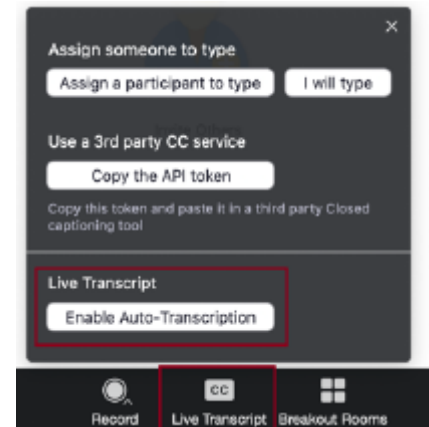 Assign someone to type
Assign a participant to type
I will type
Use a 3rd party CC service
Copy the API token
Copy this token and paste it in a third party Closed
captioning tool
Live Transcript
Enable Auto-Transcription
CC
Record
Live Transcript
Breakout Rooms